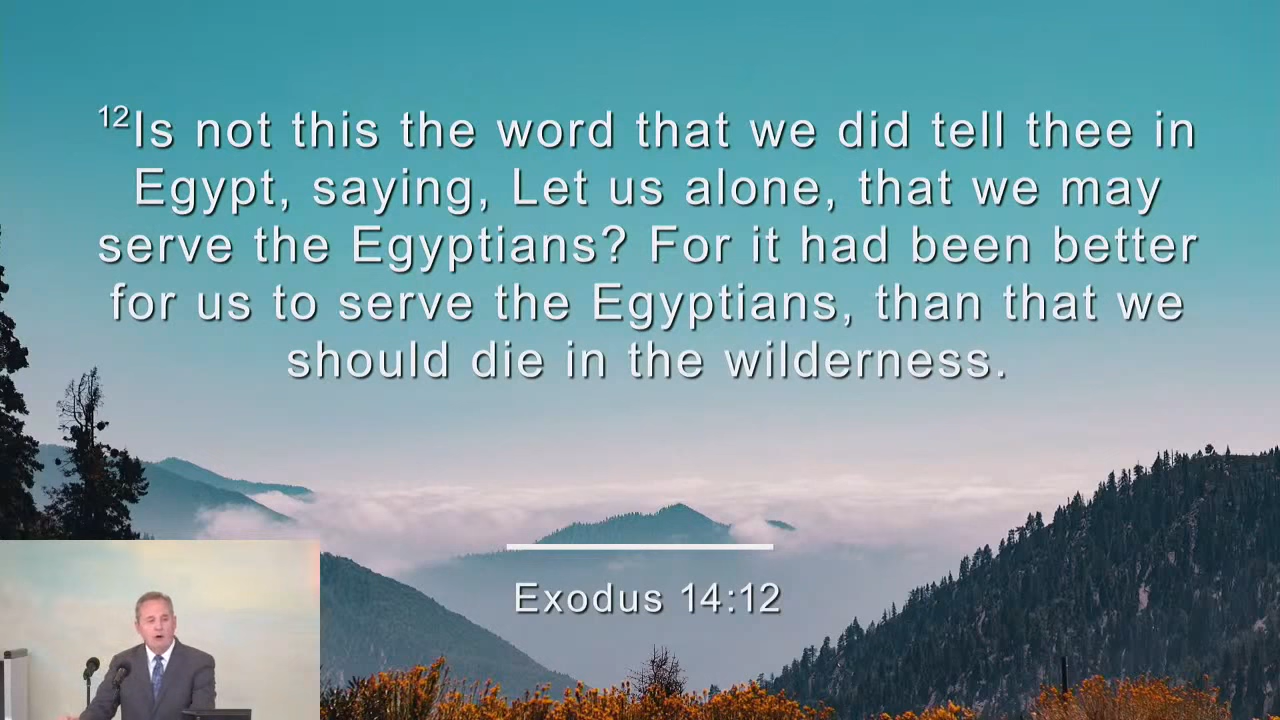 12Is not this the word that we did tell thee in
Egypt, saying, Let us alone, that we may
serve the Egyptians? For it had been better
for us to serve the Egyptians, than that we
should die in the wilderness.
Exodus 14:12